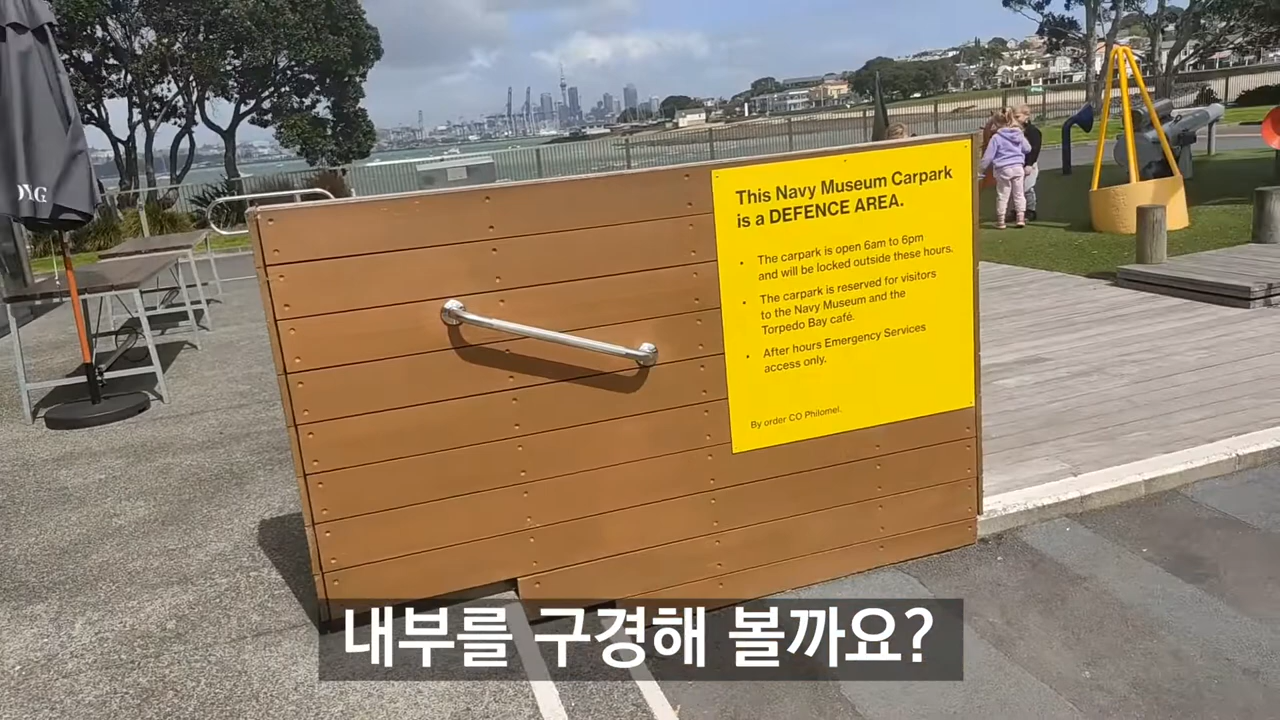 This Navy Museum Carpark
is a DEFENCE AREA.
• The carpark is open 6am to 6pm
and will be locked outside these hours.
• The carpark is reserved for visitors
to the Navy Museum and the
Torpedo Bay café.
• After hours Emergency Services
access only.
By order CO Philomel.
내부를 구경해 볼까요?